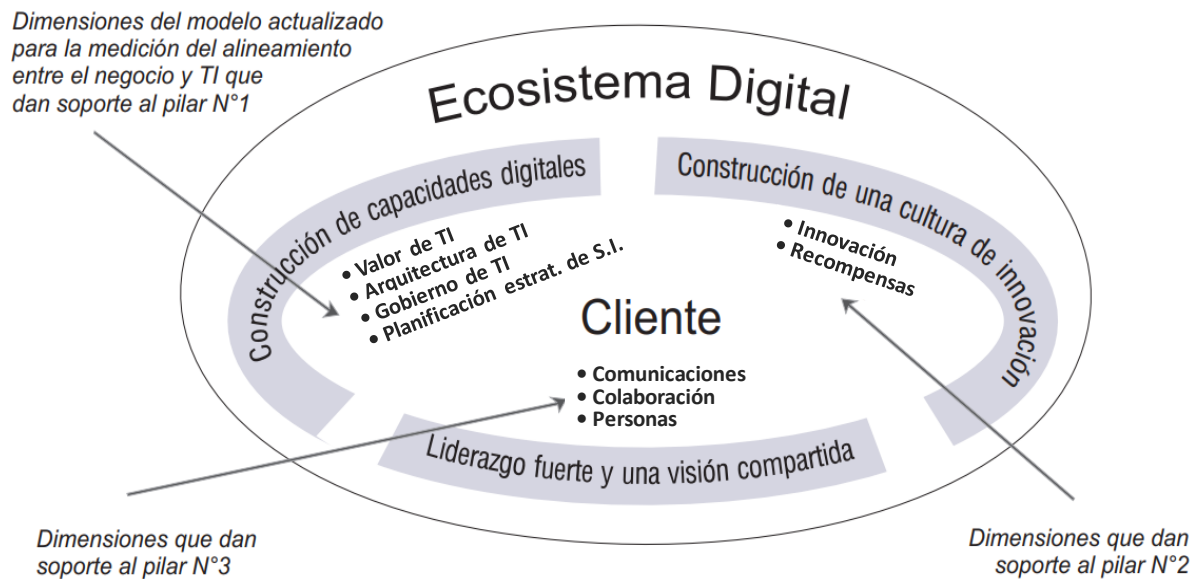 Dimensiones del modelo actualizado
para la medición del alineamiento
entre el negocio y TI que
dan soporte al pilar N°1
Ecosistema Digital
Construcción de capacidades digitales
Construcción de una cultura de innovación
• Valor de TI
• Arquitectura de TI
• Gobierno de TI
• Planificación estrat. de S.I.
• Innovación
• Recompensas
Cliente
• Comunicaciones
• Colaboración
• Personas
Liderazgo fuerte y una visión compartida
Dimensiones que dan
soporte al pilar N°3
Dimensiones que dan
soporte al pilar N°2